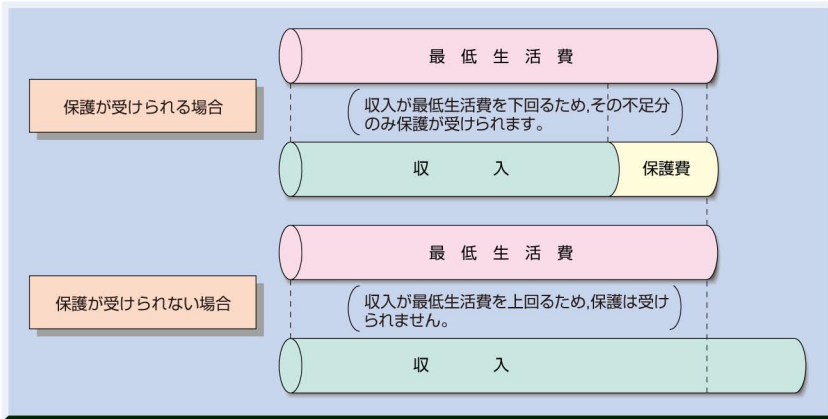 最低生活費
保護が受けられる場合
収入が最低生活費を下回るため,その不足分
のみ保護が受けられます。
収入
保護費
最低生活費
保護が受けられない場合
収入が最低生活費を上回るため,保護は受け
られません。
収入